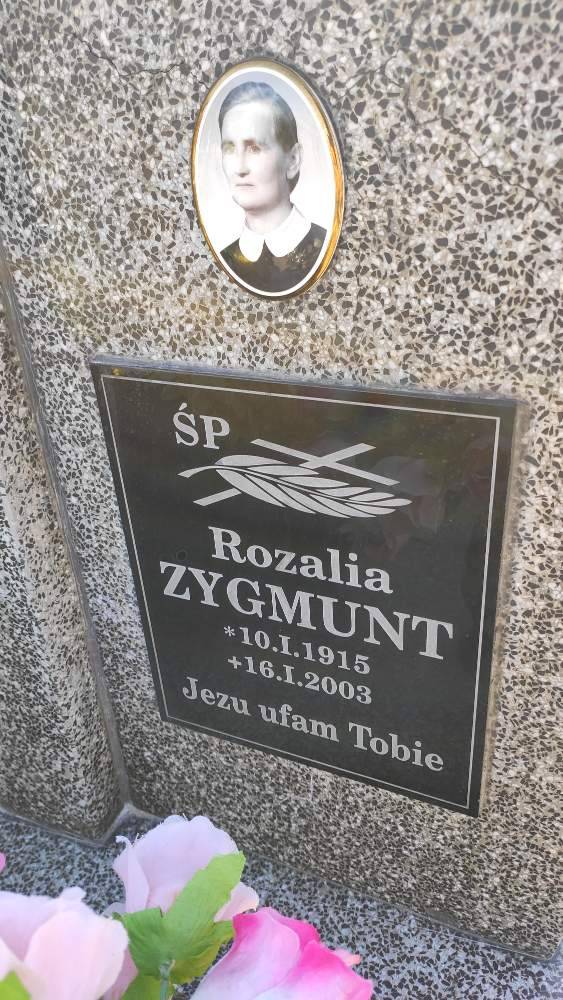 ŚP
Rozalia
ZYGMUNT
*10.I.1915
+16.I.2003
Jezu ufam Tobie